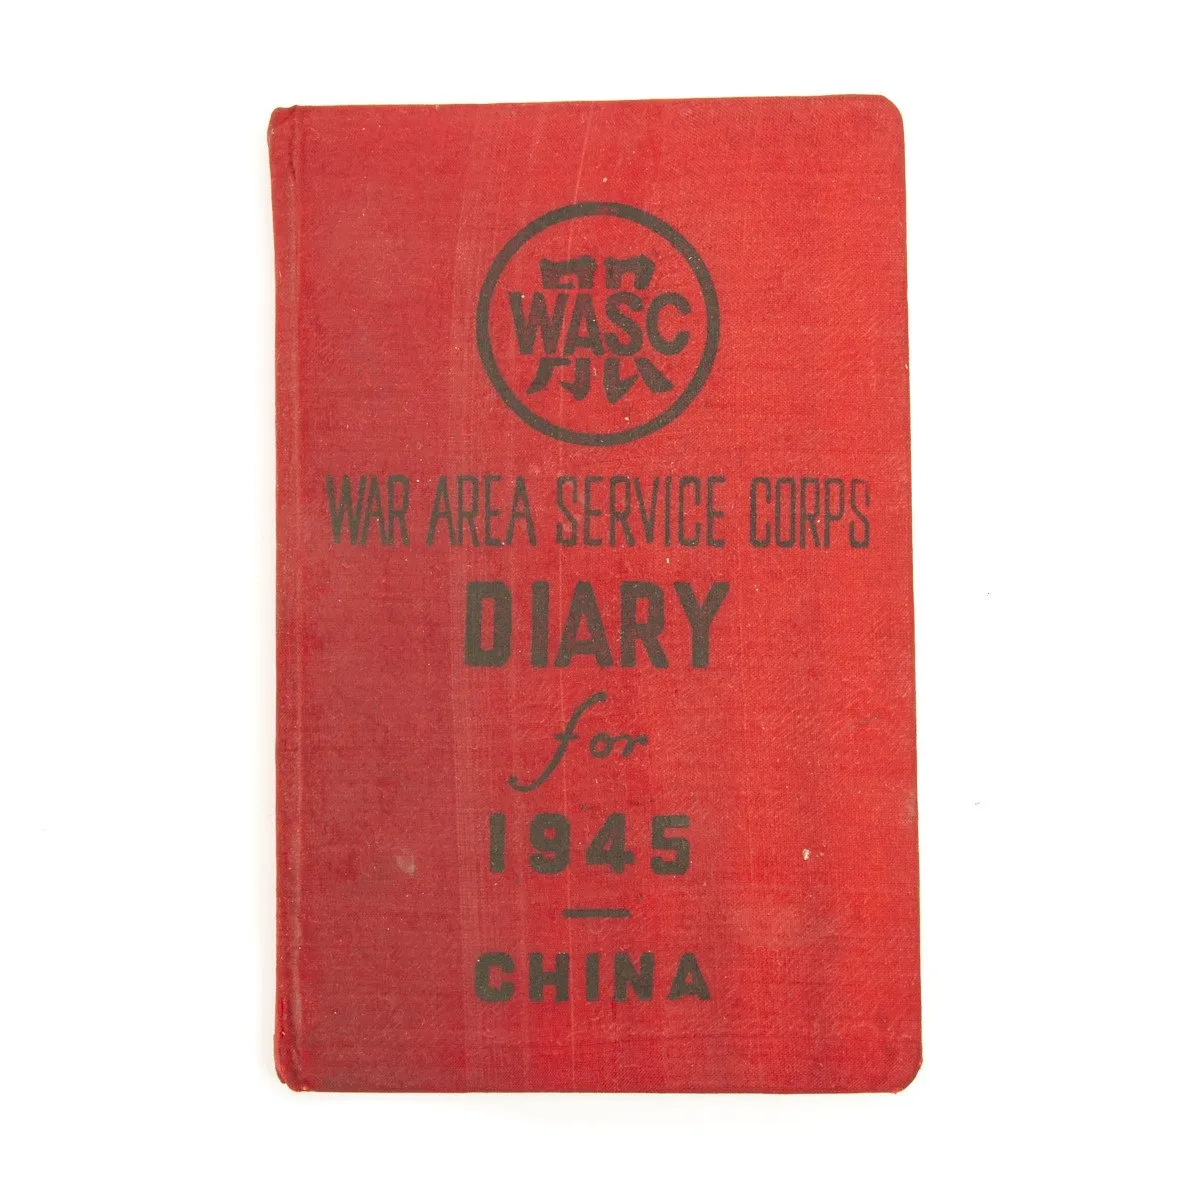 WASC
WAR AREA SERVICE CORPS
DIARY
for
1945
—
CHINA